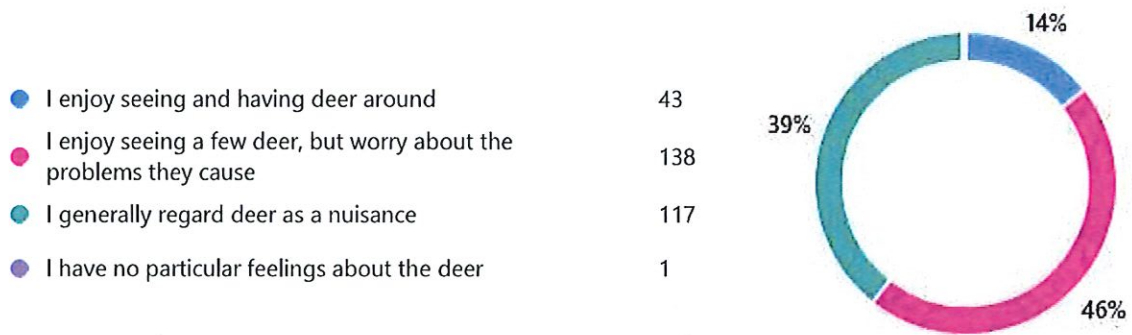 14%
I enjoy seeing and having deer around 43
I enjoy seeing a few deer, but worry about the
problems they cause 138
I generally regard deer as a nuisance 117
I have no particular feelings about the deer 1
39%
46%